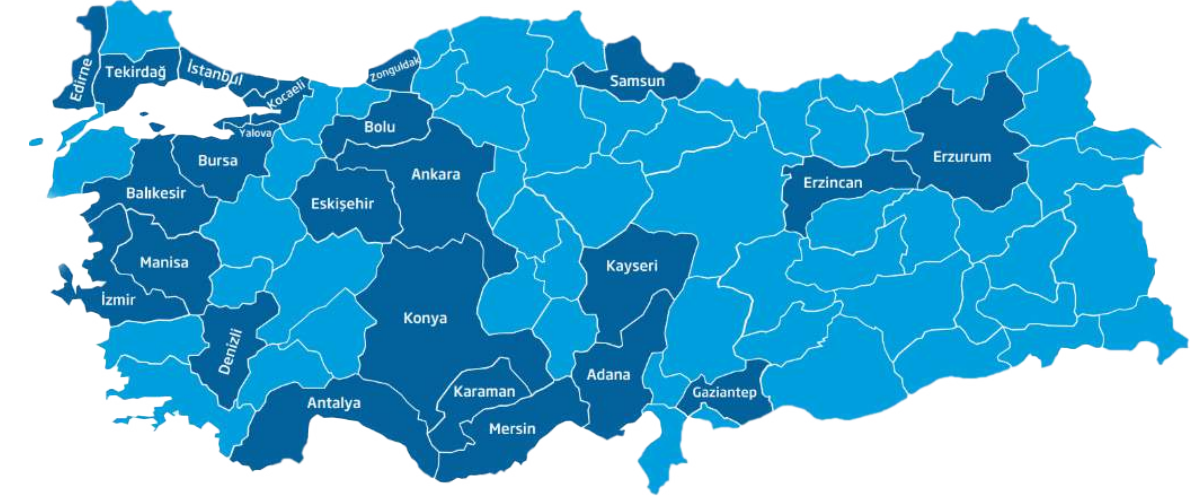 Edirne
Tekirdağ
İstanbul
Kocaeli
Yalova
Zonguldak
Samsun
Bolu
Bursa
Ankara
Erzurum
Erzincan
Balıkesir
Eskişehir
Manisa
Kayseri
İzmir
Konya
Denizli
Adana
Karaman
Gaziantep
Antalya
Mersin